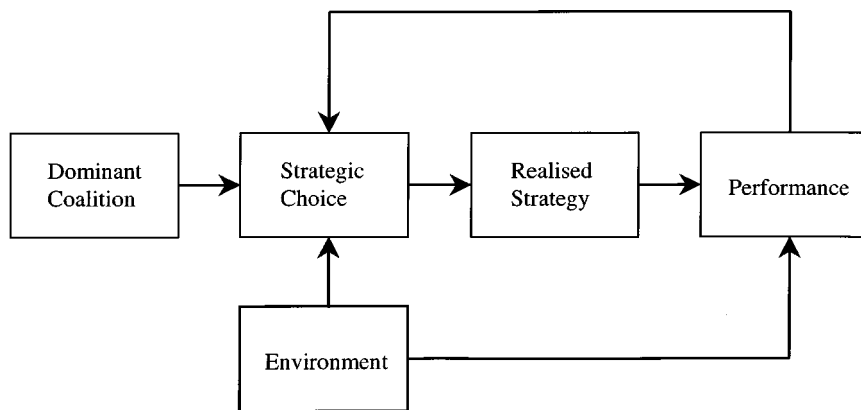 Dominant
Coalition
Strategic
Choice
Realised
Strategy
Performance
Environment